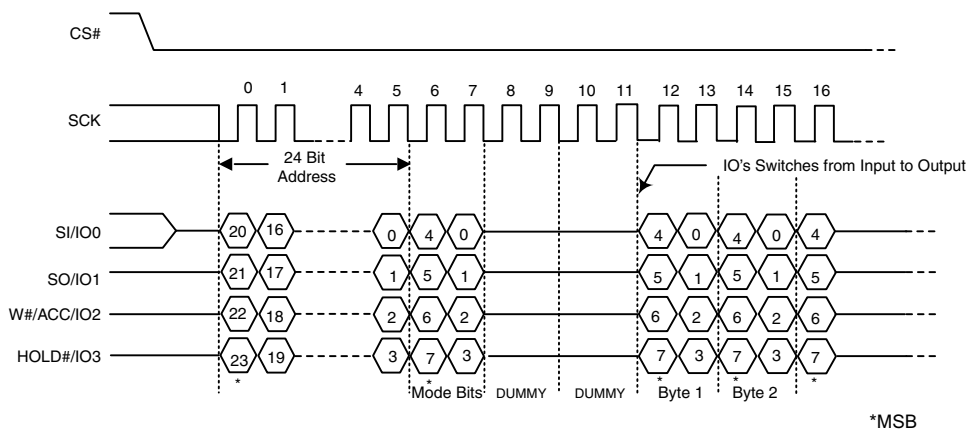 CS#
0 1 4 5 6 7 8 9 10 11 12 13 14 15 16
SCK
24 Bit
Address
IO's Switches from Input to Output
SI/IO0 20 16 0 4 0 4 0 4 0 4
SO/IO1 21 17 1 5 1 5 1 5 1 5
W#/ACC/IO2 22 18 2 6 2 6 2 6 2 6
HOLD#/IO3 23 19 3 7 3 7 3 7 3 7
* * * * *
Mode Bits DUMMY DUMMY Byte 1 Byte 2
*MSB